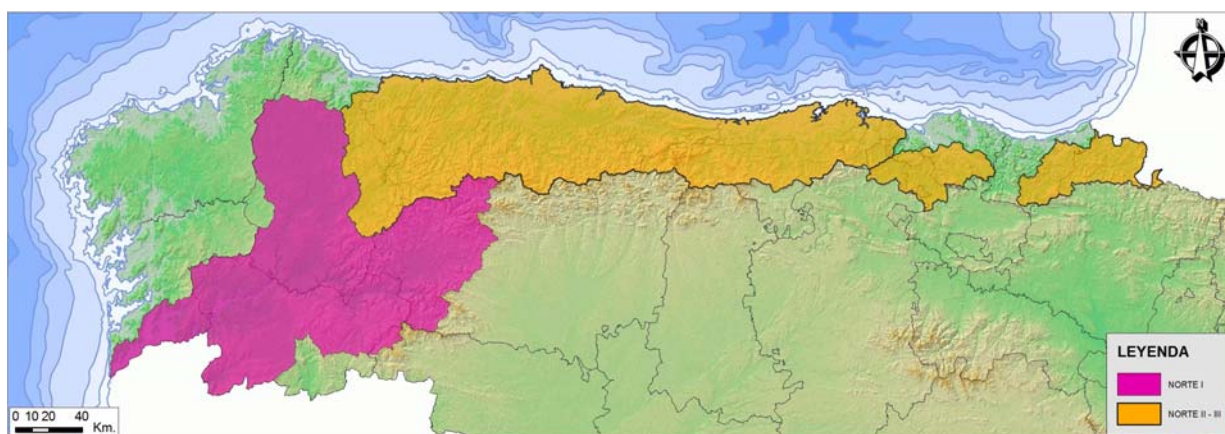 LEYENDA
NORTE I
NORTE II - III
0 10 20 40
Km.